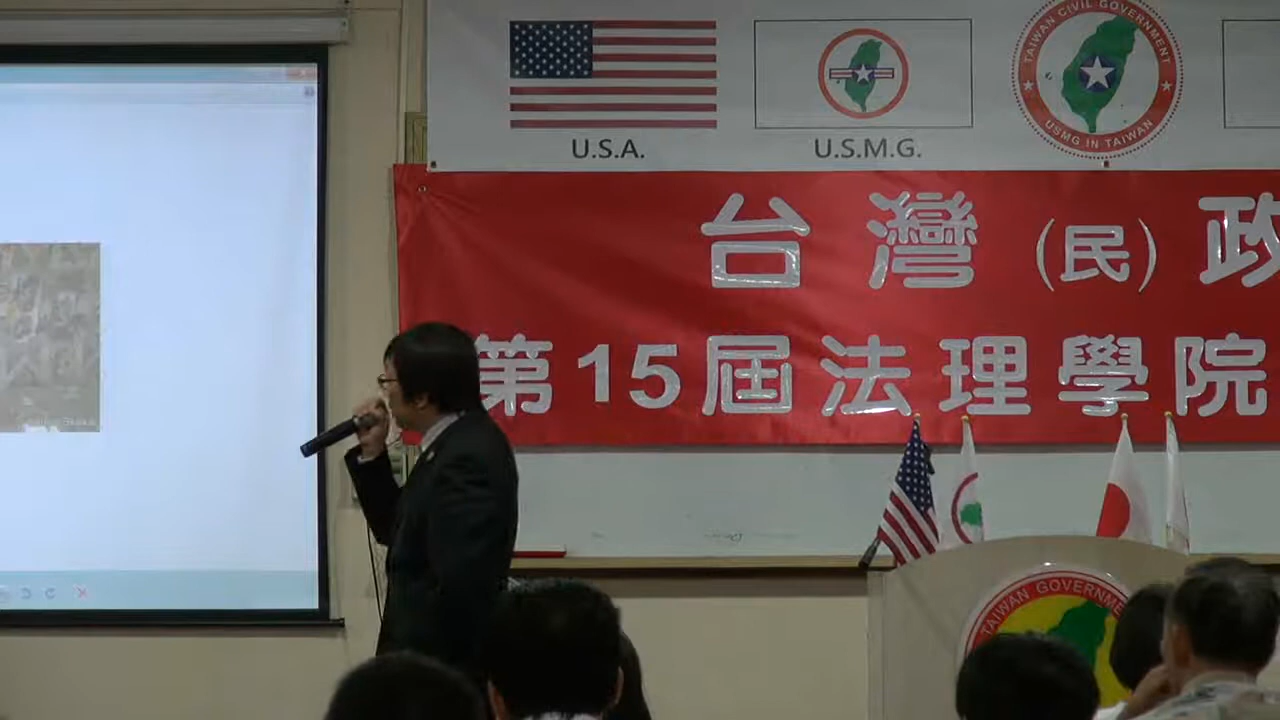 U.S.A.
U.S.M.G.
TAIWAN CIVIL GOVERNMENT
USMG IN TAIWAN
台灣(民)政
第15屆法理學院
TAIWAN GOVERNMENT